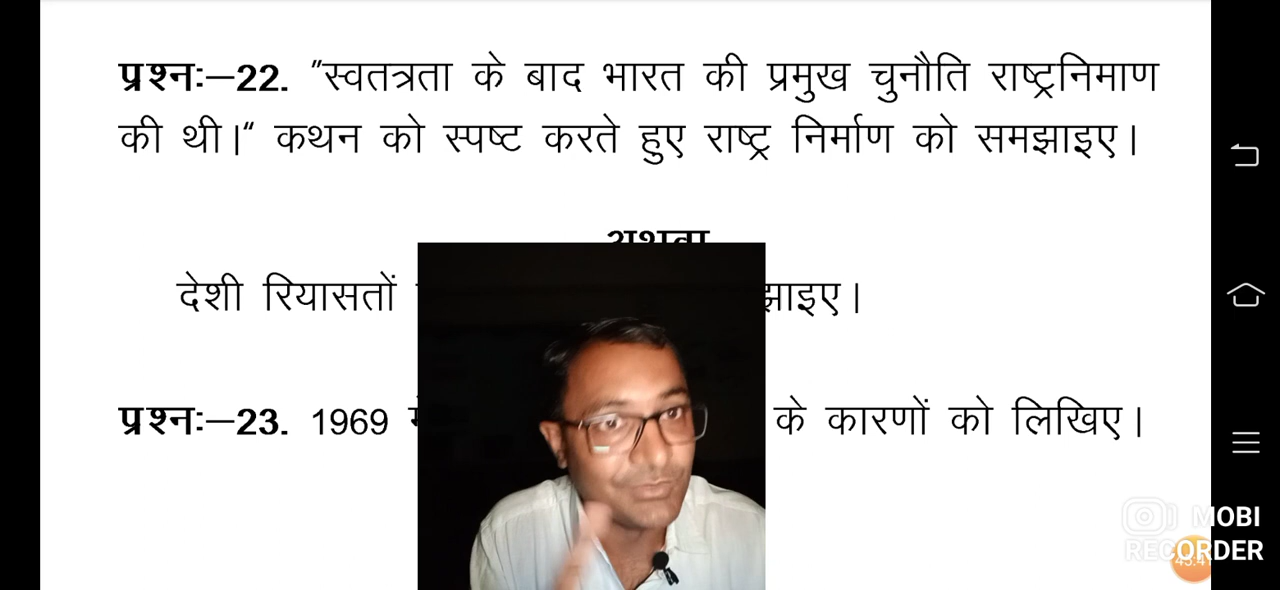 प्रश्नः–22. "स्वतत्रता के बाद भारत की प्रमुख चुनौति राष्ट्रनिमाण
की थी।" कथन को स्पष्ट करते हुए राष्ट्र निर्माण को समझाइए।
अथवा
देशी रियासतों झाइए।
प्रश्नः–23. 1969 के कारणों को लिखिए।
MOBI
RECORDER